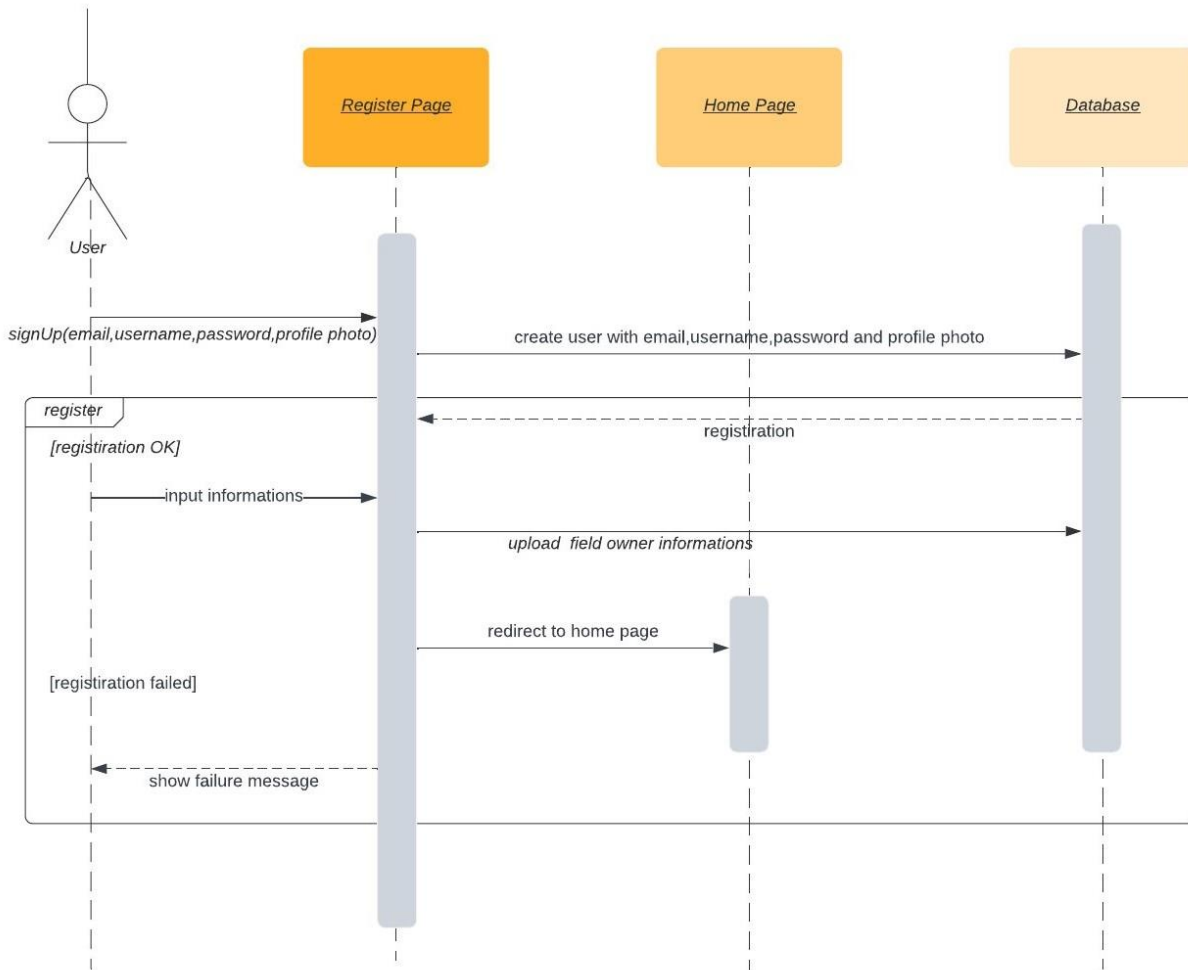 Register Page
Home Page
Database
User
signUp(email,username,password,profile photo)
create user with email,username,password and profile photo
register
registiration
[registiration OK]
input informations
upload field owner informations
redirect to home page
[registiration failed]
show failure message